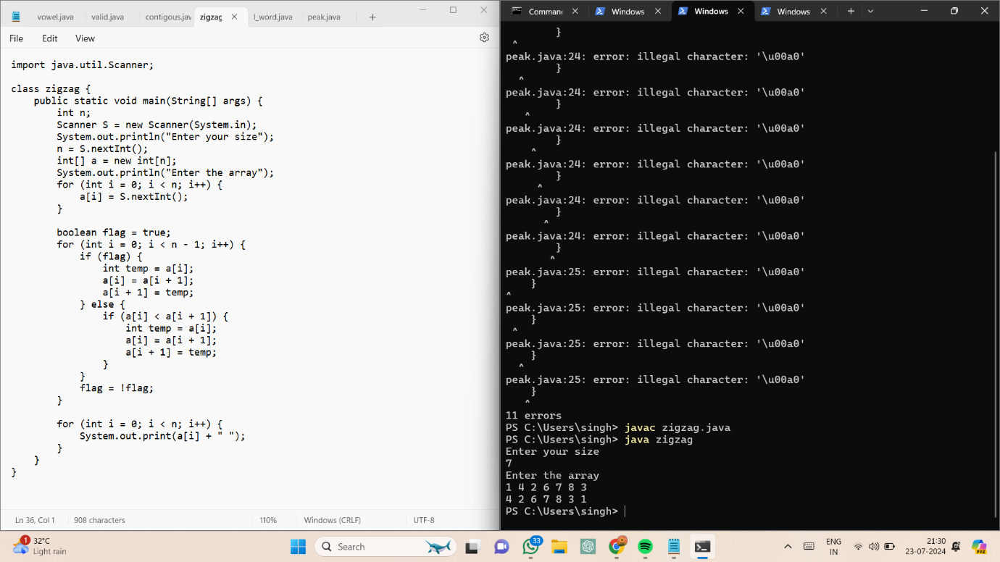 vowel.java valid.java contigous.jav zigzag l_word.java peak.java
File Edit View
import java.util.Scanner;
class zigzag {
public static void main(String[] args) {
int n;
Scanner S = new Scanner(System.in);
System.out.println("Enter your size");
n = S.nextInt();
int[] a = new int[n];
System.out.println("Enter the array");
for (int i = 0; i < n; i++) {
a[i] = S.nextInt();
}
boolean flag = true;
for (int i = 0; i < n - 1; i++) {
if (flag) {
int temp = a[i];
a[i] = a[i + 1];
a[i + 1] = temp;
} else {
if (a[i] < a[i + 1]) {
int temp = a[i];
a[i] = a[i + 1];
a[i + 1] = temp;
}
}
flag = !flag;
}
for (int i = 0; i < n; i++) {
System.out.print(a[i] + " ");
}
}
}
Ln 36, Col 1 908 characters 110% Windows (CRLF) UTF-8
Command Windows Windows Windows
}
^
peak.java:24: error: illegal character: '\u00a0'
}
^
peak.java:24: error: illegal character: '\u00a0'
}
^
peak.java:24: error: illegal character: '\u00a0'
}
^
peak.java:24: error: illegal character: '\u00a0'
}
^
peak.java:24: error: illegal character: '\u00a0'
}
^
peak.java:24: error: illegal character: '\u00a0'
}
^
peak.java:25: error: illegal character: '\u00a0'
}
^
peak.java:25: error: illegal character: '\u00a0'
}
^
peak.java:25: error: illegal character: '\u00a0'
}
^
peak.java:25: error: illegal character: '\u00a0'
}
^
11 errors
PS C:\Users\singh> javac zigzag.java
PS C:\Users\singh> java zigzag
Enter your size
7
Enter the array
1 4 2 6 7 8 3
4 2 6 7 8 3 1
PS C:\Users\singh>
1
32°C
Light rain
Search
33
ENG
IN
21:30
23-07-2024
PRE